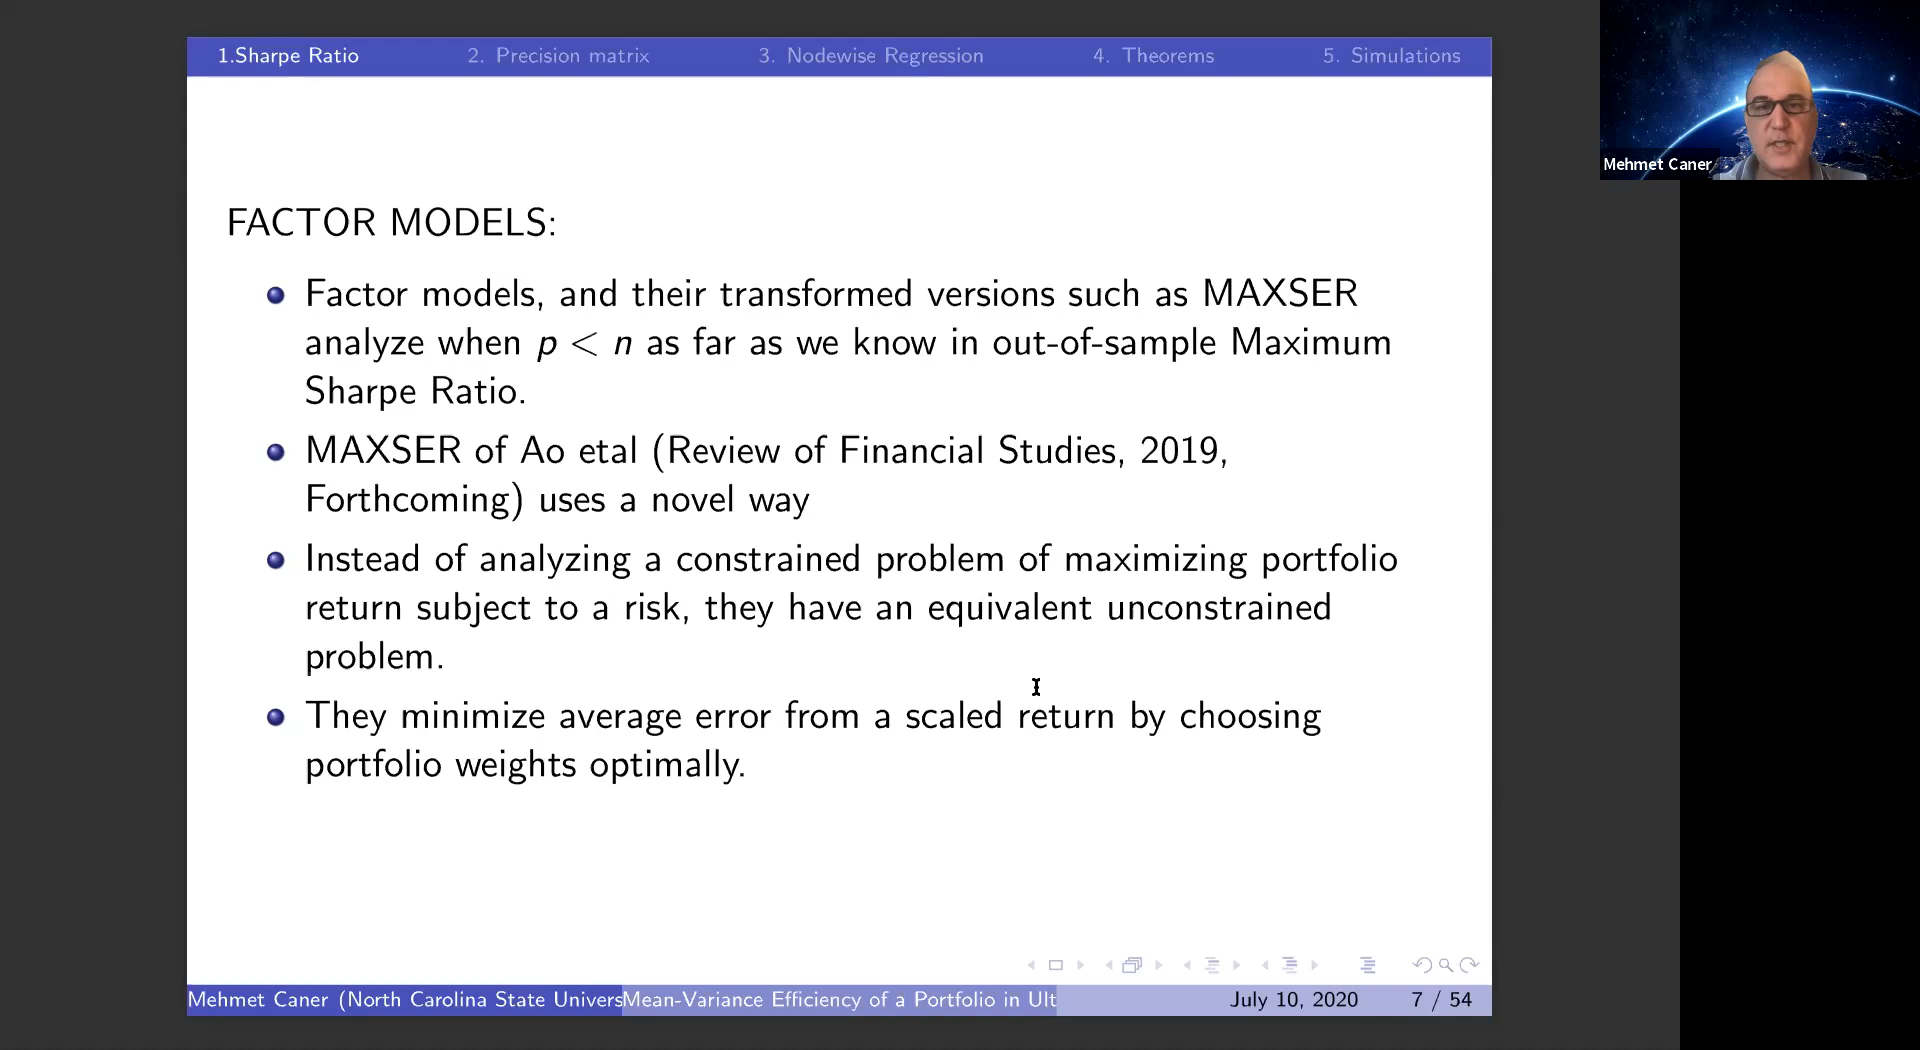 1.Sharpe Ratio 2. Precision matrix 3. Nodewise Regression 4. Theorems 5. Simulations
Mehmet Caner
FACTOR MODELS:
Factor models, and their transformed versions such as MAXSER
analyze when p < n as far as we know in out-of-sample Maximum
Sharpe Ratio.
MAXSER of Ao etal (Review of Financial Studies, 2019,
Forthcoming) uses a novel way
Instead of analyzing a constrained problem of maximizing portfolio
return subject to a risk, they have an equivalent unconstrained
problem.
They minimize average error from a scaled return by choosing
portfolio weights optimally.
Mehmet Caner (North Carolina State Univers Mean-Variance Efficiency of a Portfolio in Ult July 10, 2020 7 / 54